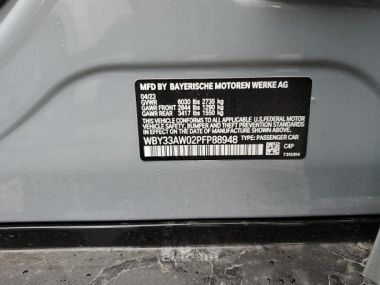 MFD BY BAYERISCHE MOTOREN WERKE AG
04/23
GVWR 6030 lbs 2735 kg
GAWR FRONT 2844 lbs 1290 kg
GAWR REAR 3417 lbs 1550 kg
THIS VEHICLE CONFORMS TO ALL APPLICABLE U.S. FEDERAL MOTOR
VEHICLE SAFETY, BUMPER, AND THEFT PREVENTION STANDARDS IN
EFFECT ON THE DATE OF MANUFACTURE SHOWN ABOVE.
WBY33AW02PFP88948 TYPE: PASSENGER CAR
C4P